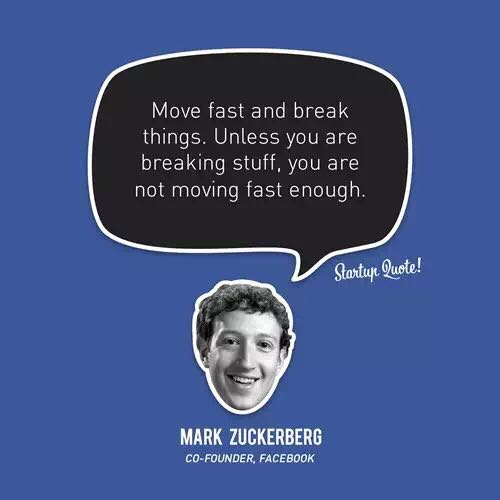 Move fast and break
things. Unless you are
breaking stuff, you are
not moving fast enough.
Startup Quote!
MARK ZUCKERBERG
CO-FOUNDER, FACEBOOK